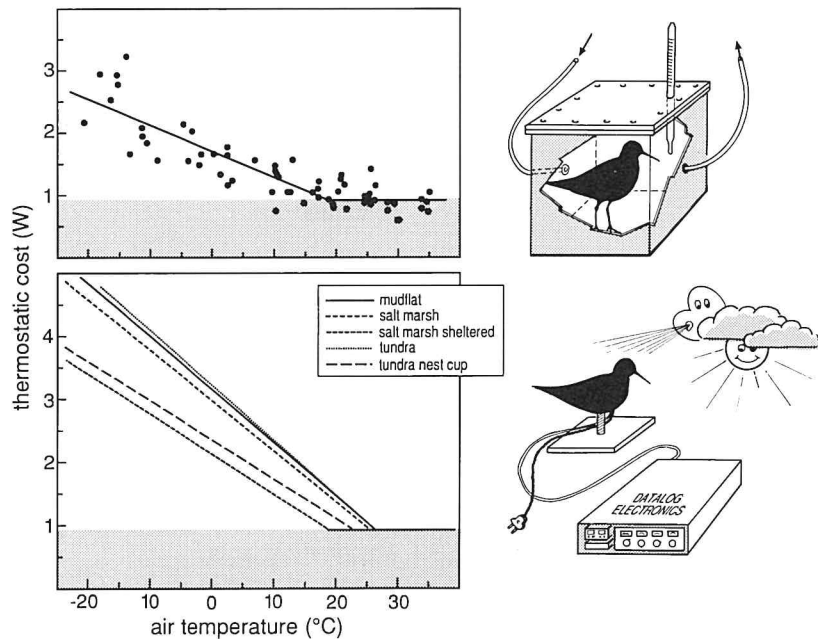 3
2
1
thermostatic cost (W)
4
3
2
1
mudflat
salt marsh
salt marsh sheltered
tundra
tundra nest cup
-20
10
0
10
20
30
air temperature (°C)
DATALOG
ELECTRONICS